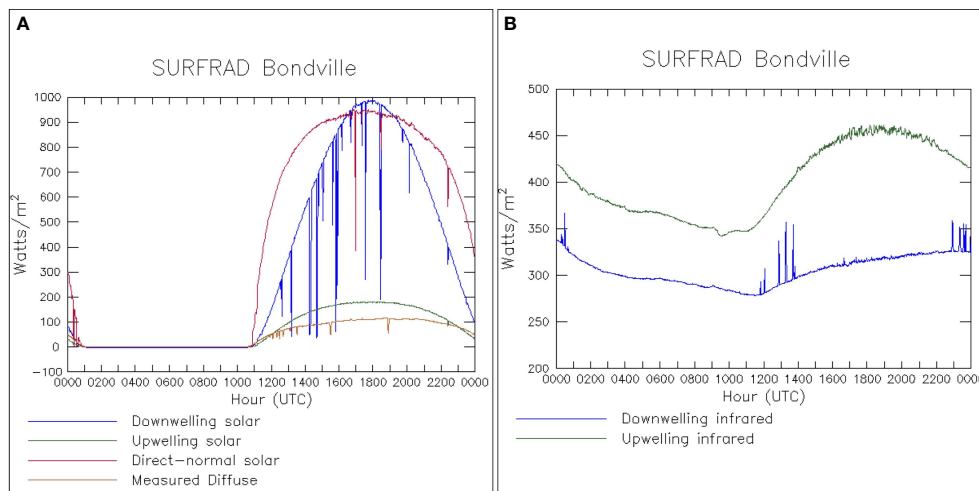 A
SURFRAD Bondville
1000
900
800
700
600
500
400
300
200
100
0
−100
Watts/m²
0000 0200 0400 0600 0800 1000 1200 1400 1600 1800 2000 2200 0000
Hour (UTC)
Downwelling solar
Upwelling solar
Direct−normal solar
Measured Diffuse
B
SURFRAD Bondville
500
450
400
350
300
250
200
Watts/m²
0000 0200 0400 0600 0800 1000 1200 1400 1600 1800 2000 2200 000
Hour (UTC)
Downwelling infrared
Upwelling infrared